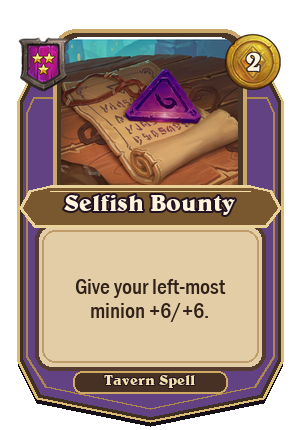 2
Selfish Bounty
Give your left-most
minion +6/+6.
Tavern Spell